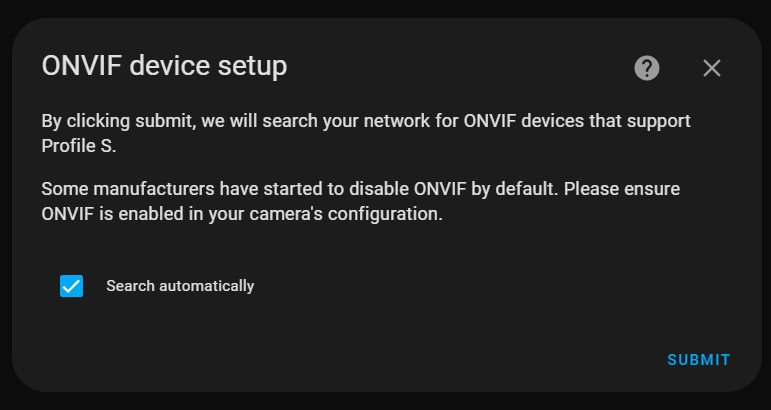 ONVIF device setup
By clicking submit, we will search your network for ONVIF devices that support
Profile S.
Some manufacturers have started to disable ONVIF by default. Please ensure
ONVIF is enabled in your camera's configuration.
Search automatically
SUBMIT